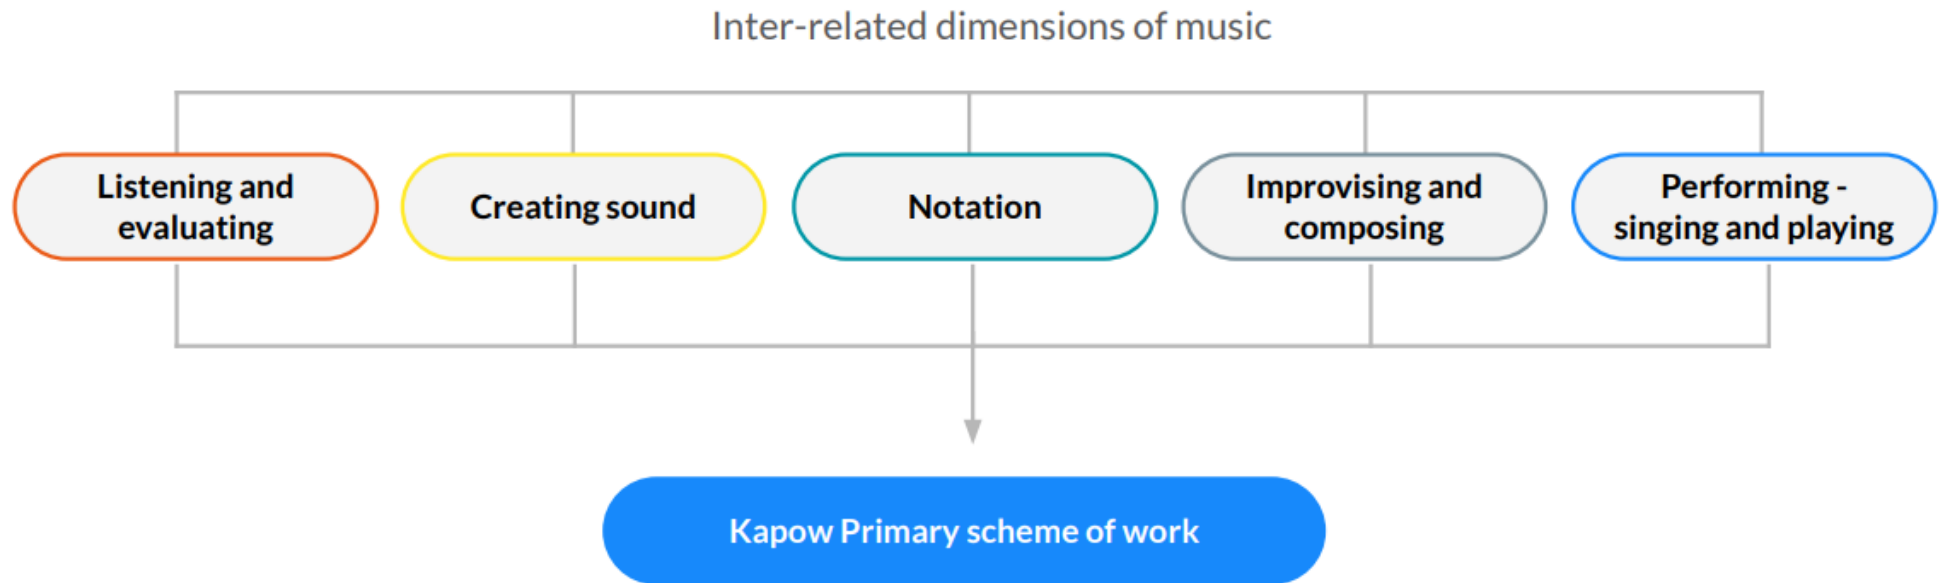 Inter-related dimensions of music
Listening and
evaluating
Creating sound
Notation
Improvising and
composing
Performing -
singing and playing
Kapow Primary scheme of work